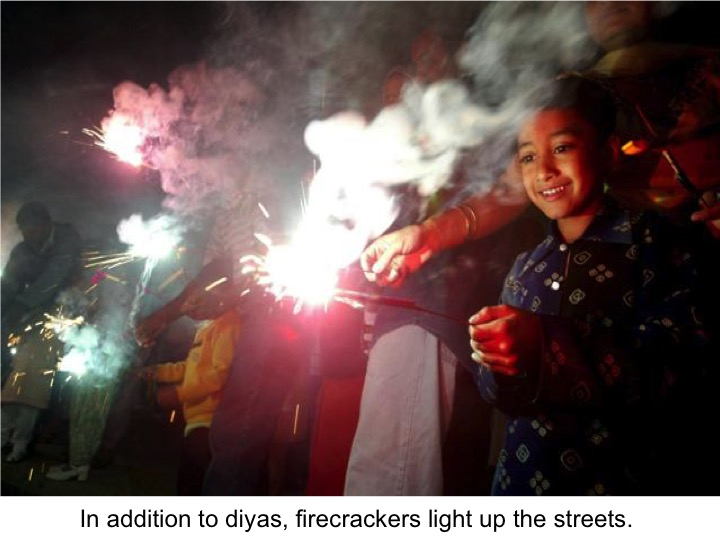 In addition to diyas, firecrackers light up the streets.